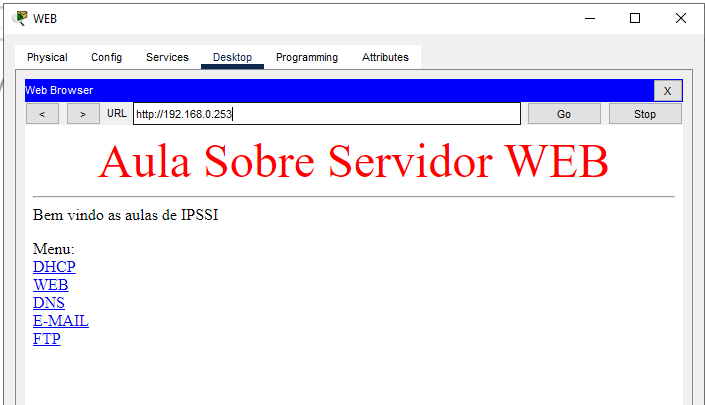 WEB
Physical Config Services Desktop Programming Attributes
Web Browser X
< > URL http://192.168.0.253 Go Stop
Aula Sobre Servidor WEB
Bem vindo as aulas de IPSSI
Menu:
DHCP
WEB
DNS
E-MAIL
FTP